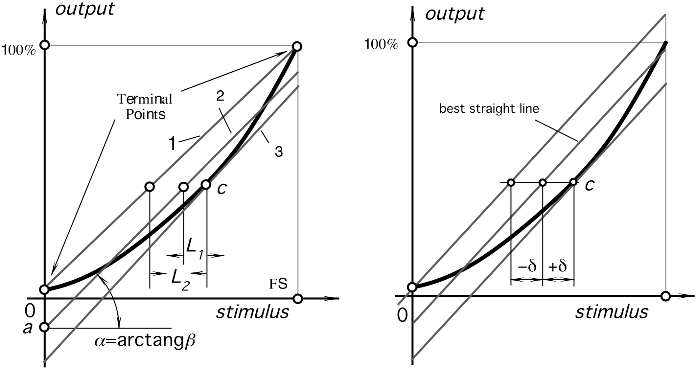 output
100%
Terminal
Points
1
2
3
c
L1
L2
FS
0
stimulus
a
α=arctangβ
output
100%
best straight line
c
−δ
+δ
0
stimulus